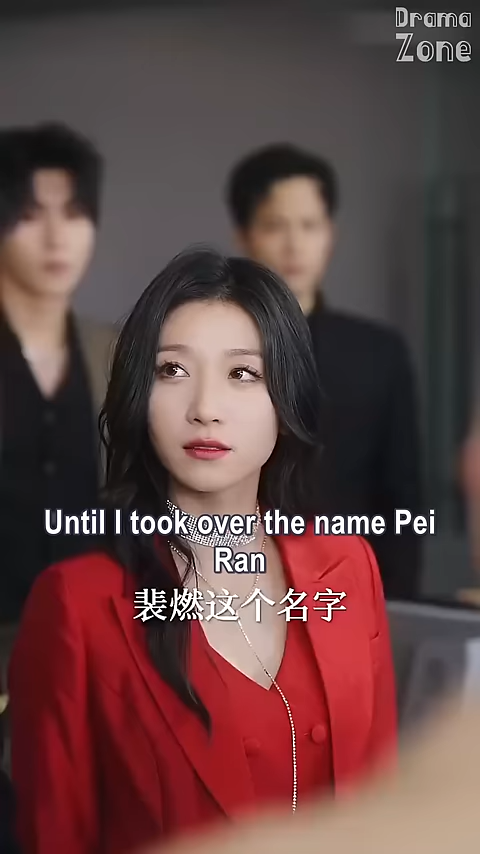 Drama
Zone
Until I took over the name Pei
Ran
裴燃这个名字